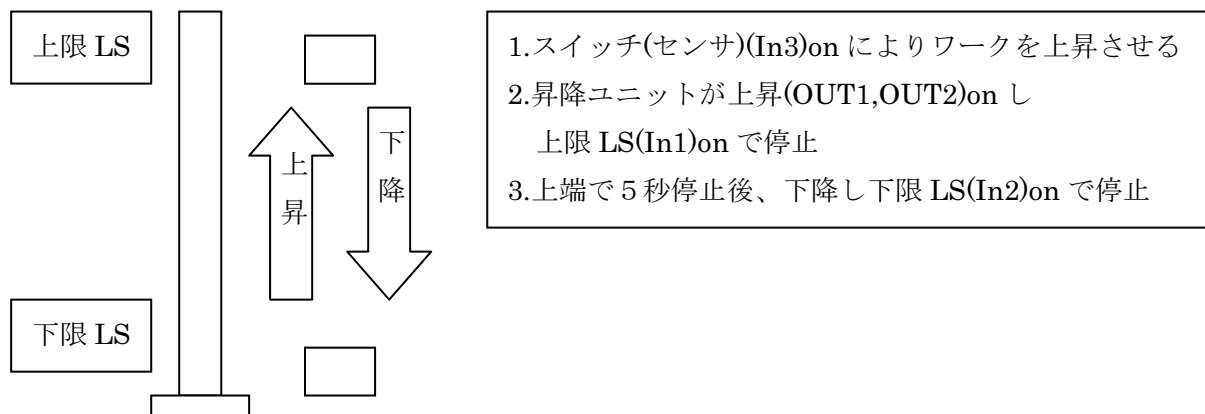 上限 LS
上昇
下降
下限 LS
1.スイッチ(センサ)(In3)on によりワークを上昇させる
2.昇降ユニットが上昇(OUT1,OUT2)on し
上限 LS(In1)on で停止
3.上端で５秒停止後、下降し下限 LS(In2)on で停止